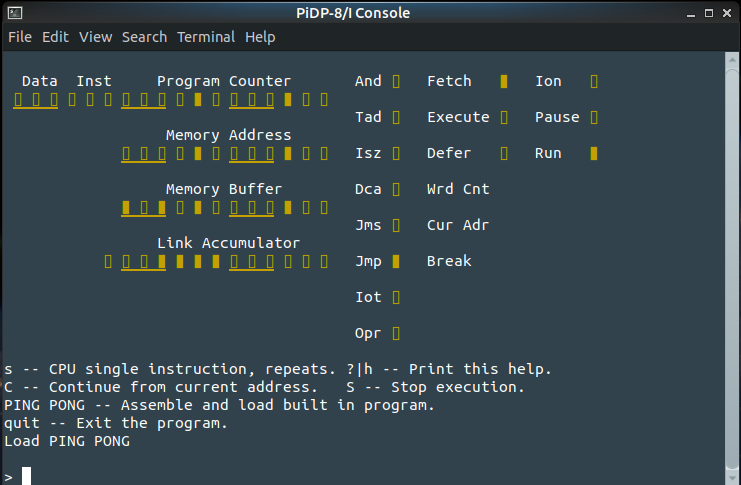 PiDP-8/I Console
File Edit View Search Terminal Help
Data Inst Program Counter And Fetch Ion
Tad Execute Pause
Memory Address
Isz Defer Run
Memory Buffer Dca Wrd Cnt
Jms Cur Adr
Link Accumulator
Jmp Break
Iot
Opr
s -- CPU single instruction, repeats. ?|h -- Print this help.
C -- Continue from current address. S -- Stop execution.
PING PONG -- Assemble and load built in program.
quit -- Exit the program.
Load PING PONG
>